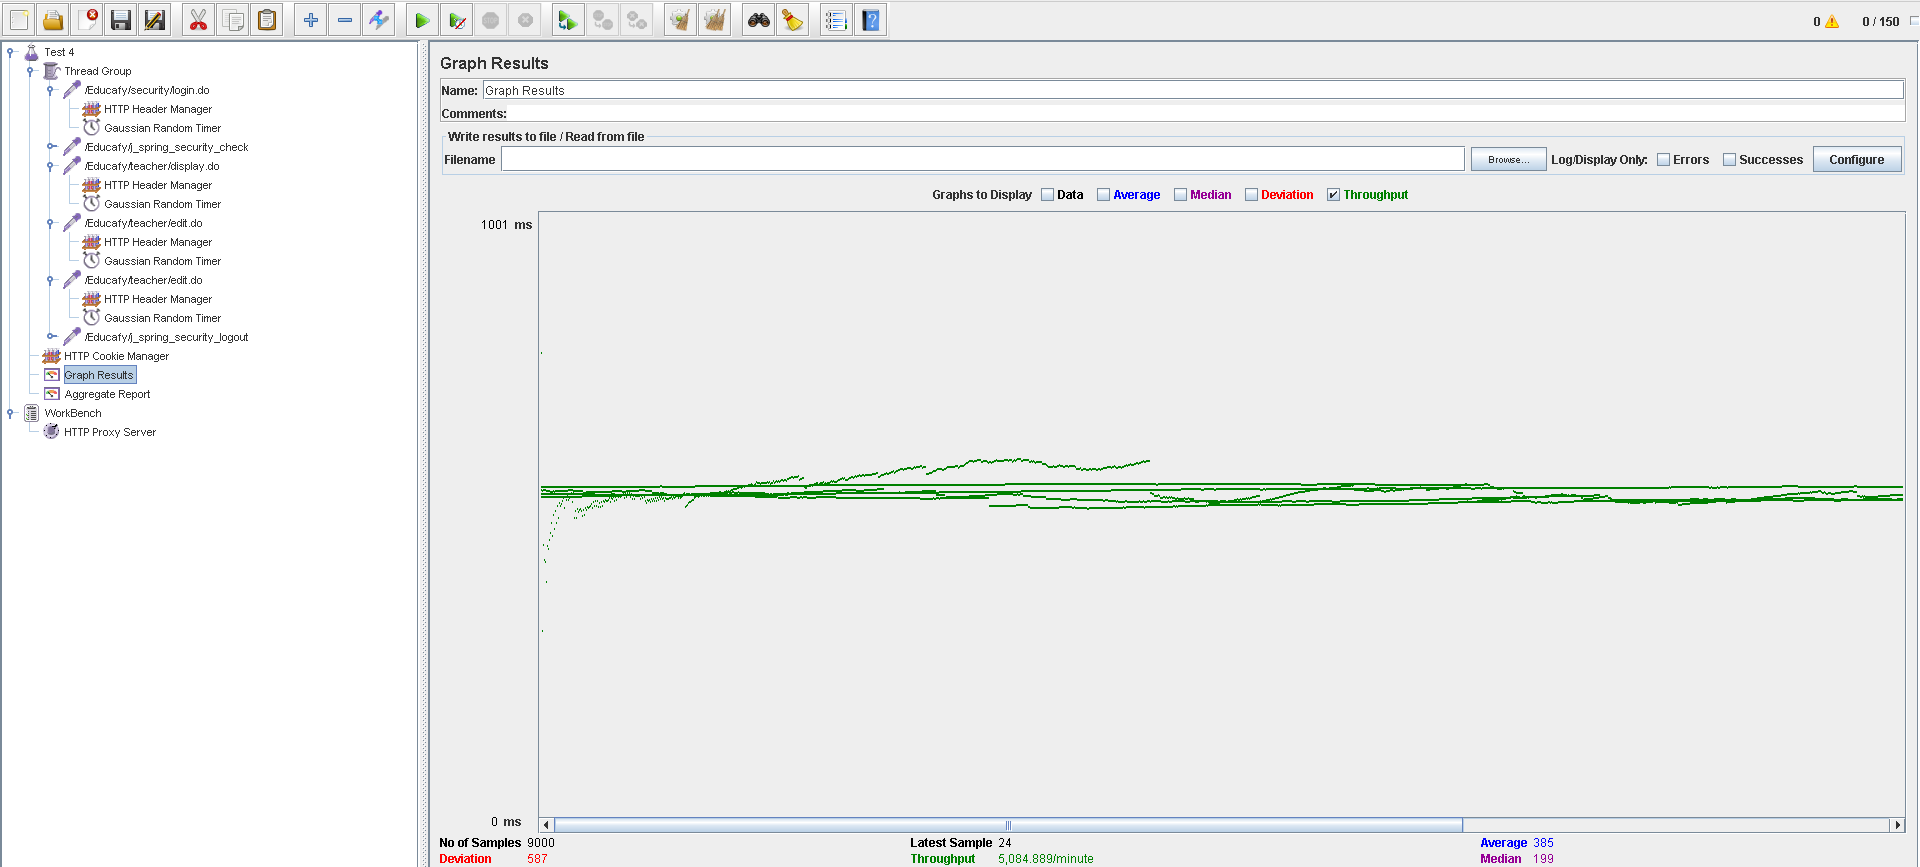 0 0 / 150
Test 4
Thread Group
/Educafy/security/login.do
HTTP Header Manager
Gaussian Random Timer
/Educafy/j_spring_security_check
/Educafy/teacher/display.do
HTTP Header Manager
Gaussian Random Timer
/Educafy/teacher/edit.do
HTTP Header Manager
Gaussian Random Timer
/Educafy/teacher/edit.do
HTTP Header Manager
Gaussian Random Timer
/Educafy/j_spring_security_logout
HTTP Cookie Manager
Graph Results
Aggregate Report
WorkBench
HTTP Proxy Server
Graph Results
Name: Graph Results
Comments:
Write results to file / Read from file
Filename Browse... Log/Display Only: Errors Successes Configure
Graphs to Display Data Average Median Deviation Throughput
1001 ms
0 ms
No of Samples 9000 Latest Sample 24 Average 385
Deviation 587 Throughput 5,084.889/minute Median 199